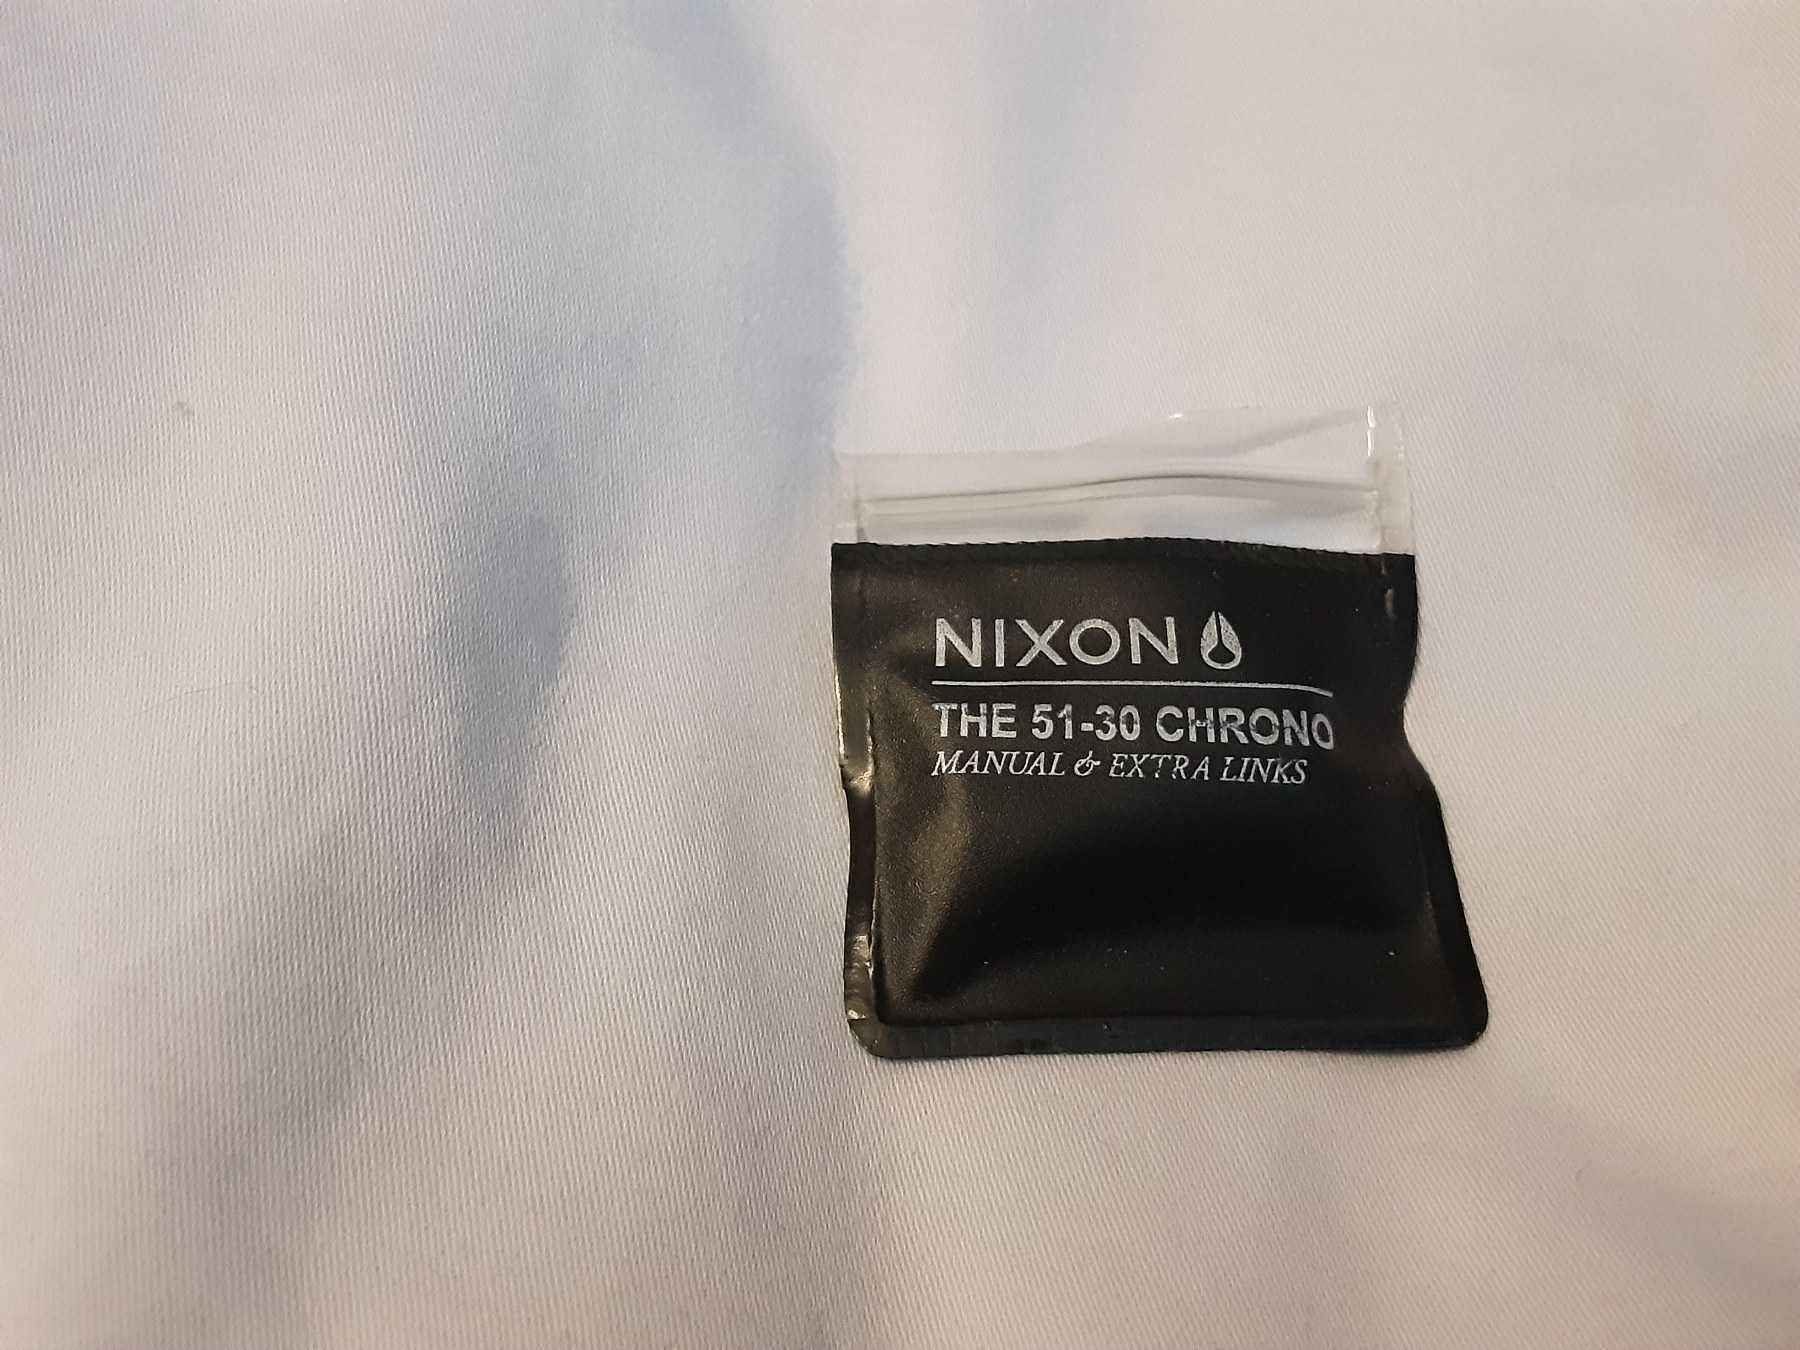 NIXON
THE 51-30 CHRONO
MANUAL & EXTRA LINKS